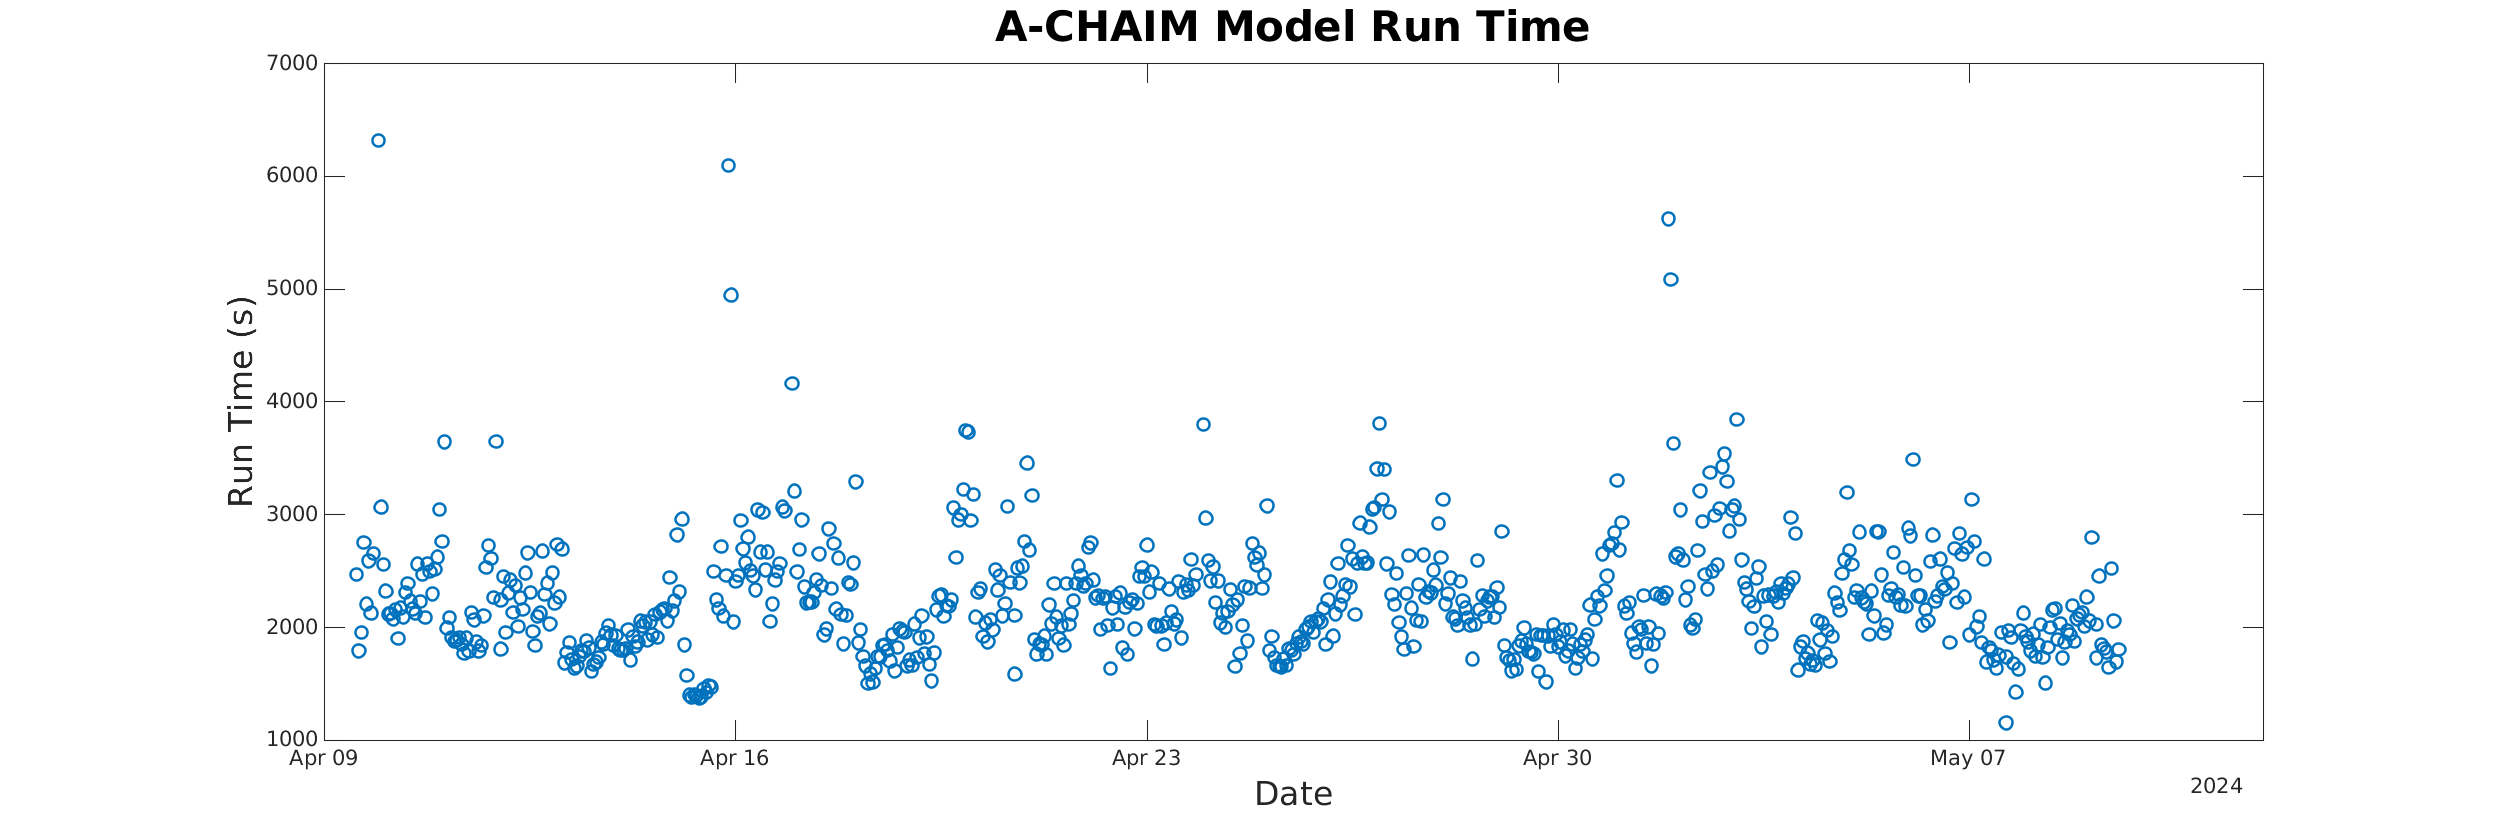 A-CHAIM Model Run Time
7000
6000
5000
4000
3000
2000
1000
Run Time (s)
Apr 09
Apr 16
Apr 23
Apr 30
May 07
2024
Date